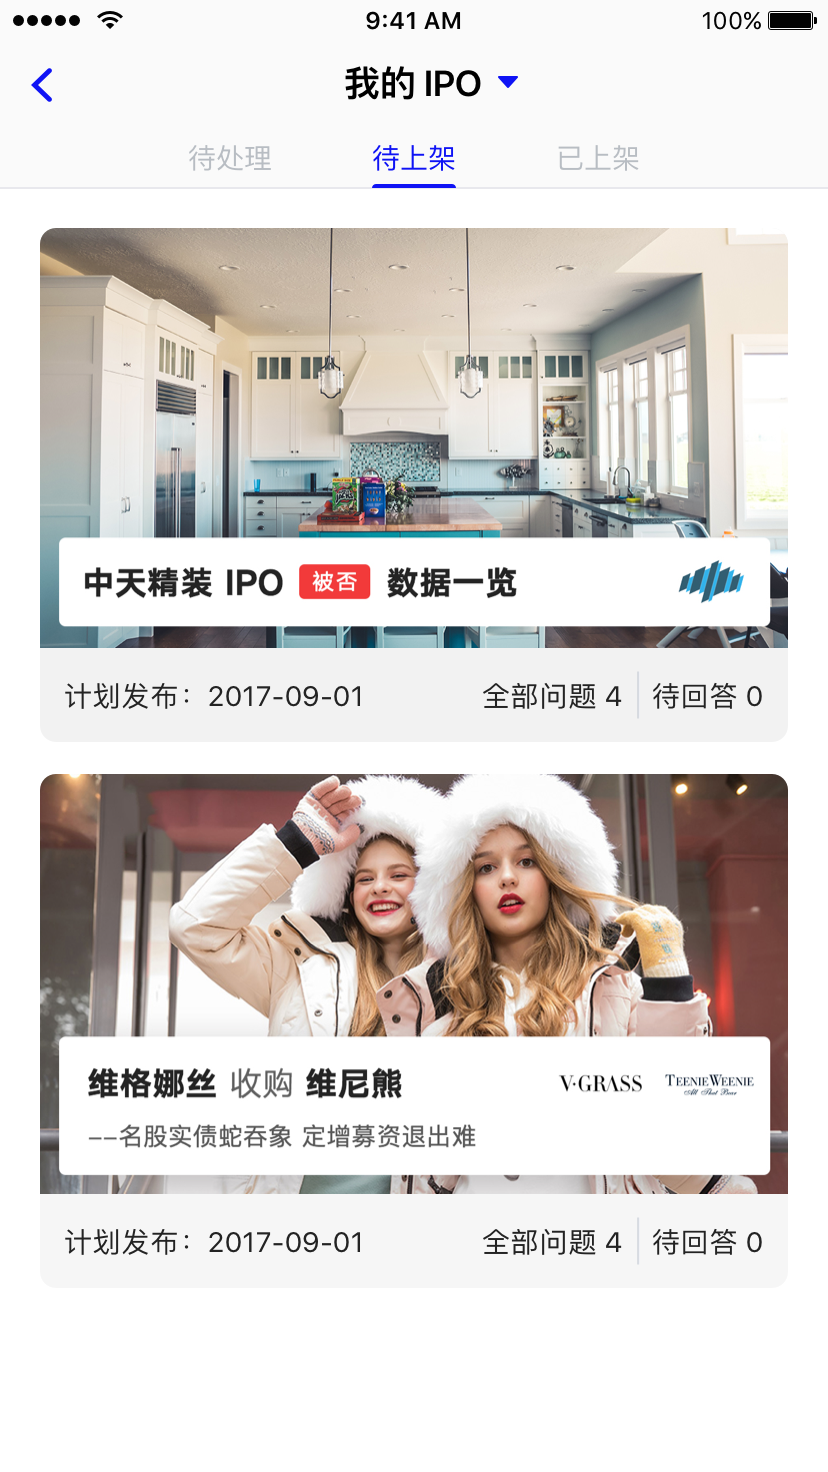 9:41 AM 100%
我的 IPO
待处理 待上架 已上架
中天精装 IPO 被否 数据一览
计划发布：2017-09-01 全部问题 4 待回答 0
维格娜丝 收购 维尼熊 V·GRASS TEENIE WEENIE
All That Bear
––名股实债蛇吞象 定增募资退出难
计划发布：2017-09-01 全部问题 4 待回答 0